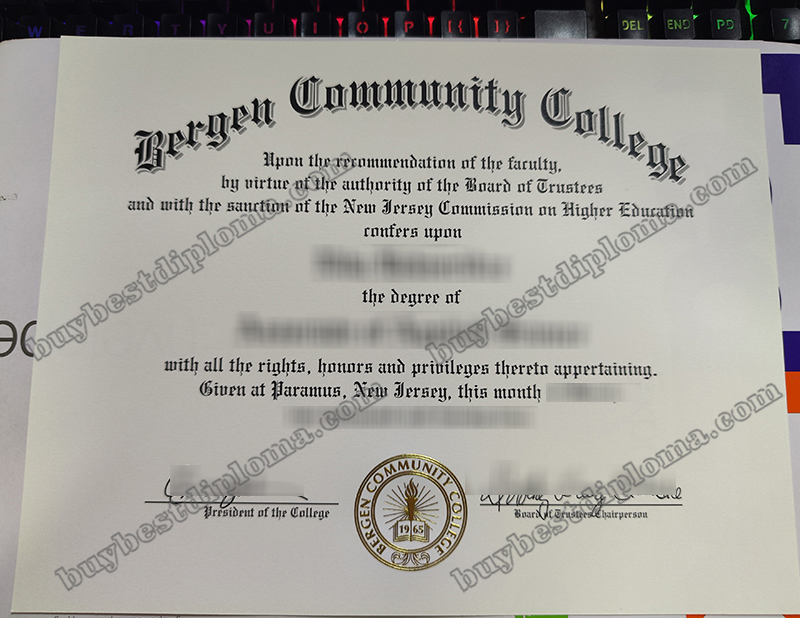 W E T Y U I O P [{ ]} DEL END PD 7
Bergen Community College
Upon the recommendation of the faculty,
by virtue of the authority of the Board of Trustees
and with the sanction of the New Jersey Commission on Higher Education
confers upon
the degree of
with all the rights, honors and privileges thereto appertaining.
Given at Paramus, New Jersey, this month
President of the College
Board of Trustees Chairperson
BERGEN COMMUNITY COLLEGE
1965
buybestdiploma.com
buybestdiploma.com
buybestdiploma.com
buybestdiploma.com
buybestdiploma.com
buybestdiploma.com